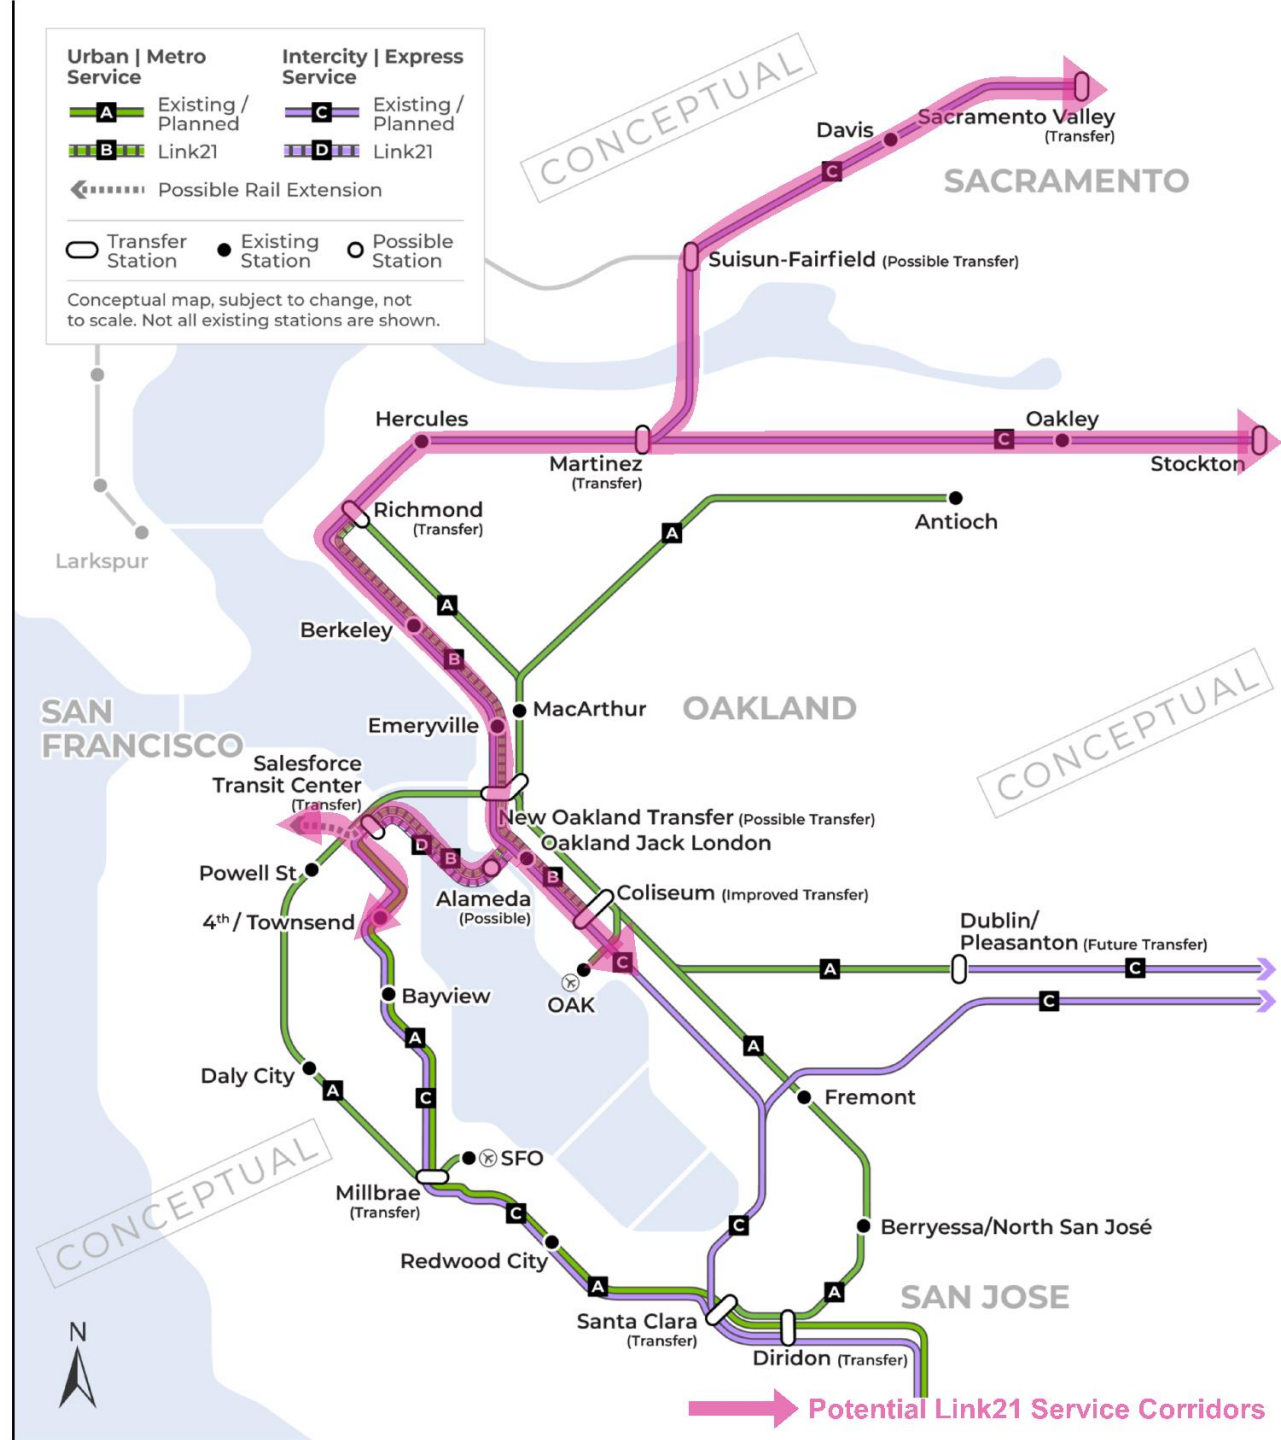 Urban | Metro
Service
Intercity | Express
Service
A
Existing /
Planned
C
Existing /
Planned
B
Link21
D
Link21
Possible Rail Extension
Transfer
Station
Existing
Station
Possible
Station
Conceptual map, subject to change, not
to scale. Not all existing stations are shown.
CONCEPTUAL
Davis
Sacramento Valley
(Transfer)
C
SACRAMENTO
Suisun-Fairfield (Possible Transfer)
Hercules
Oakley
C
Martinez
(Transfer)
Stockton
Richmond
(Transfer)
Antioch
A
Larkspur
A
Berkeley
B
CONCEPTUAL
SAN
FRANCISCO
MacArthur
OAKLAND
Emeryville
Salesforce
Transit Center
(Transfer)
New Oakland Transfer (Possible Transfer)
Oakland Jack London
D
B
B
Powell St
Alameda
(Possible)
Coliseum (Improved Transfer)
4th / Townsend
Dublin/
Pleasanton (Future Transfer)
C
A
C
OAK
Bayview
C
A
A
Daly City
A
C
Fremont
CONCEPTUAL
SFO
Millbrae
(Transfer)
C
C
Berryessa/North San José
Redwood City
A
A
SAN JOSE
Santa Clara
(Transfer)
N
Diridon (Transfer)
Potential Link21 Service Corridors